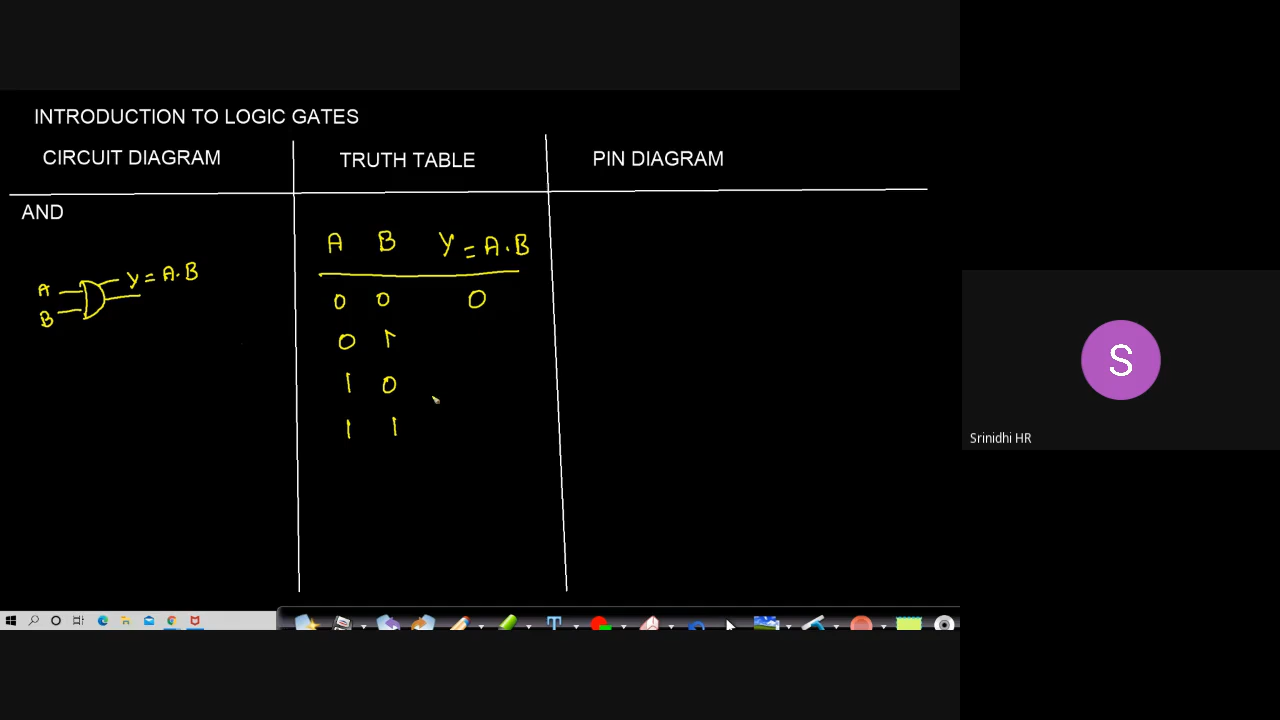 INTRODUCTION TO LOGIC GATES
CIRCUIT DIAGRAM
TRUTH TABLE
PIN DIAGRAM
AND
A
B
Y = A·B
A B Y = A·B
0 0 0
0 1
1 0
1 1
S
Srinidhi HR